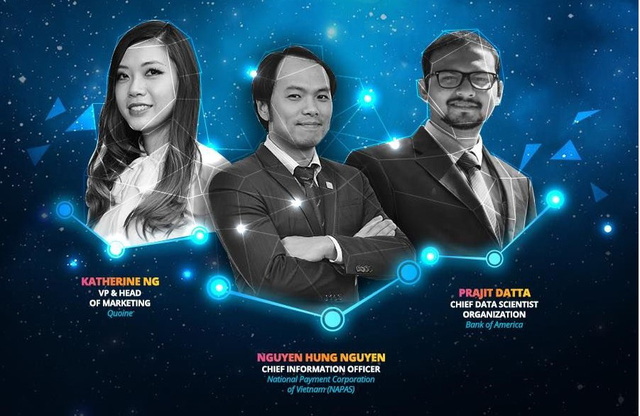 KATHERINE NG
VP & HEAD
OF MARKETING
Quoine
NGUYEN HUNG NGUYEN
CHIEF INFORMATION OFFICER
National Payment Corporation
of Vietnam (NAPAS)
PRAJIT DATTA
CHIEF DATA SCIENTIST
ORGANIZATION
Bank of America